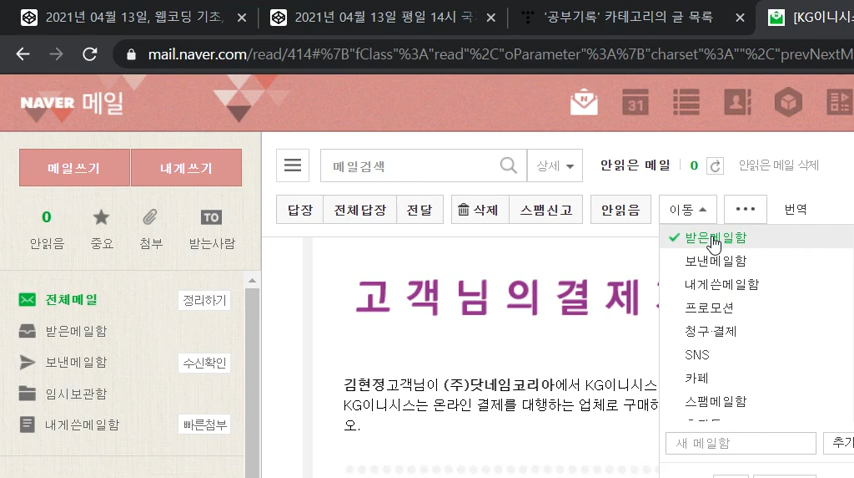 2021년 04월 13일, 웹코딩 기초,
2021년 04월 13일 평일 14시 국
'공부기록' 카테고리의 글 목록
[KG이니시스
mail.naver.com/read/414#%7B"fClass"%3A"read"%2C"oParameter"%3A%7B"charset"%3A""%2C"prevNextM
NAVER 메일
31
메일쓰기 내게쓰기
0 TO
안읽음 중요 첨부 받는사람
메일검색 상세 안읽은 메일 0 안읽은 메일 삭제
답장 전체답장 전달 삭제 스팸신고 안읽음 이동 ••• 번역
전체메일 정리하기
받은메일함
보낸메일함 수신확인
임시보관함
내게쓴메일함 빠른첨부
고객님의결제
김현정고객님이 (주)닷네임코리아에서 KG이니시스
KG이니시스는 온라인 결제를 대행하는 업체로 구매하
오.
받은메일함
보낸메일함
내게쓴메일함
프로모션
청구·결제
SNS
카페
스팸메일함
새 메일함 추가